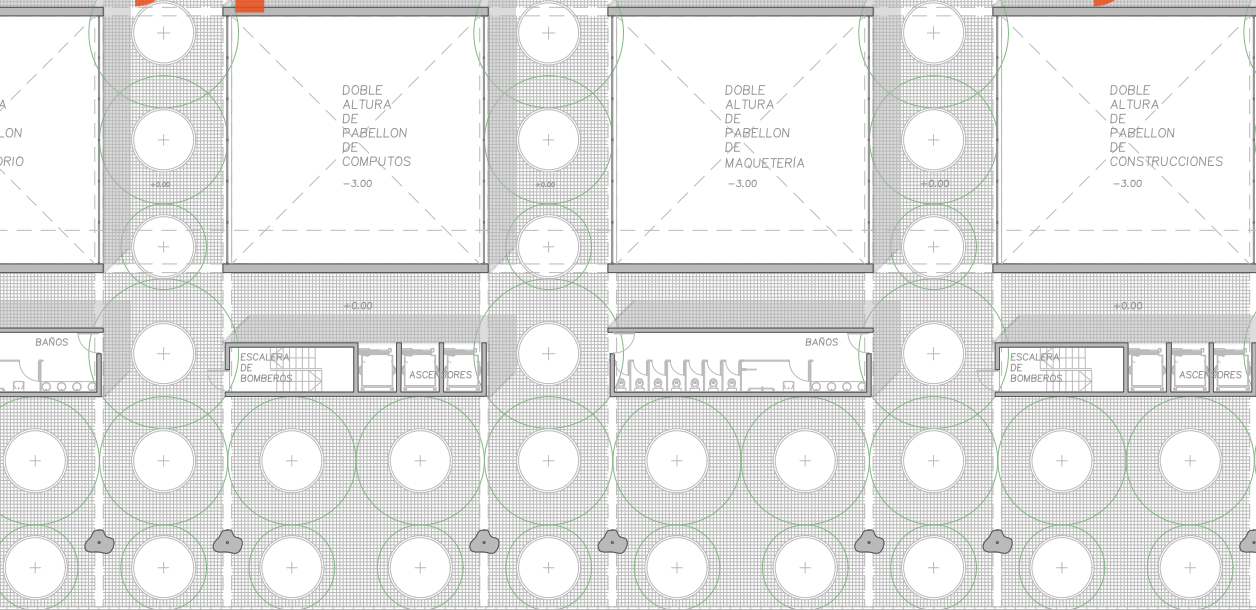 A
LON
ORIO
DOBLE
ALTURA
DE
PABELLON
DE
COMPUTOS
-3.00
DOBLE
ALTURA
DE
PABELLON
DE
MAQUETERÍA
-3.00
DOBLE
ALTURA
DE
PABELLON
DE
CONSTRUCCIONES
-3.00
+0.00
+0.00
+0.00
+0.00
+0.00
BAÑOS
ESCALERA
DE
BOMBEROS
ASCENSORES
BAÑOS
ESCALERA
DE
BOMBEROS
ASCENSORES